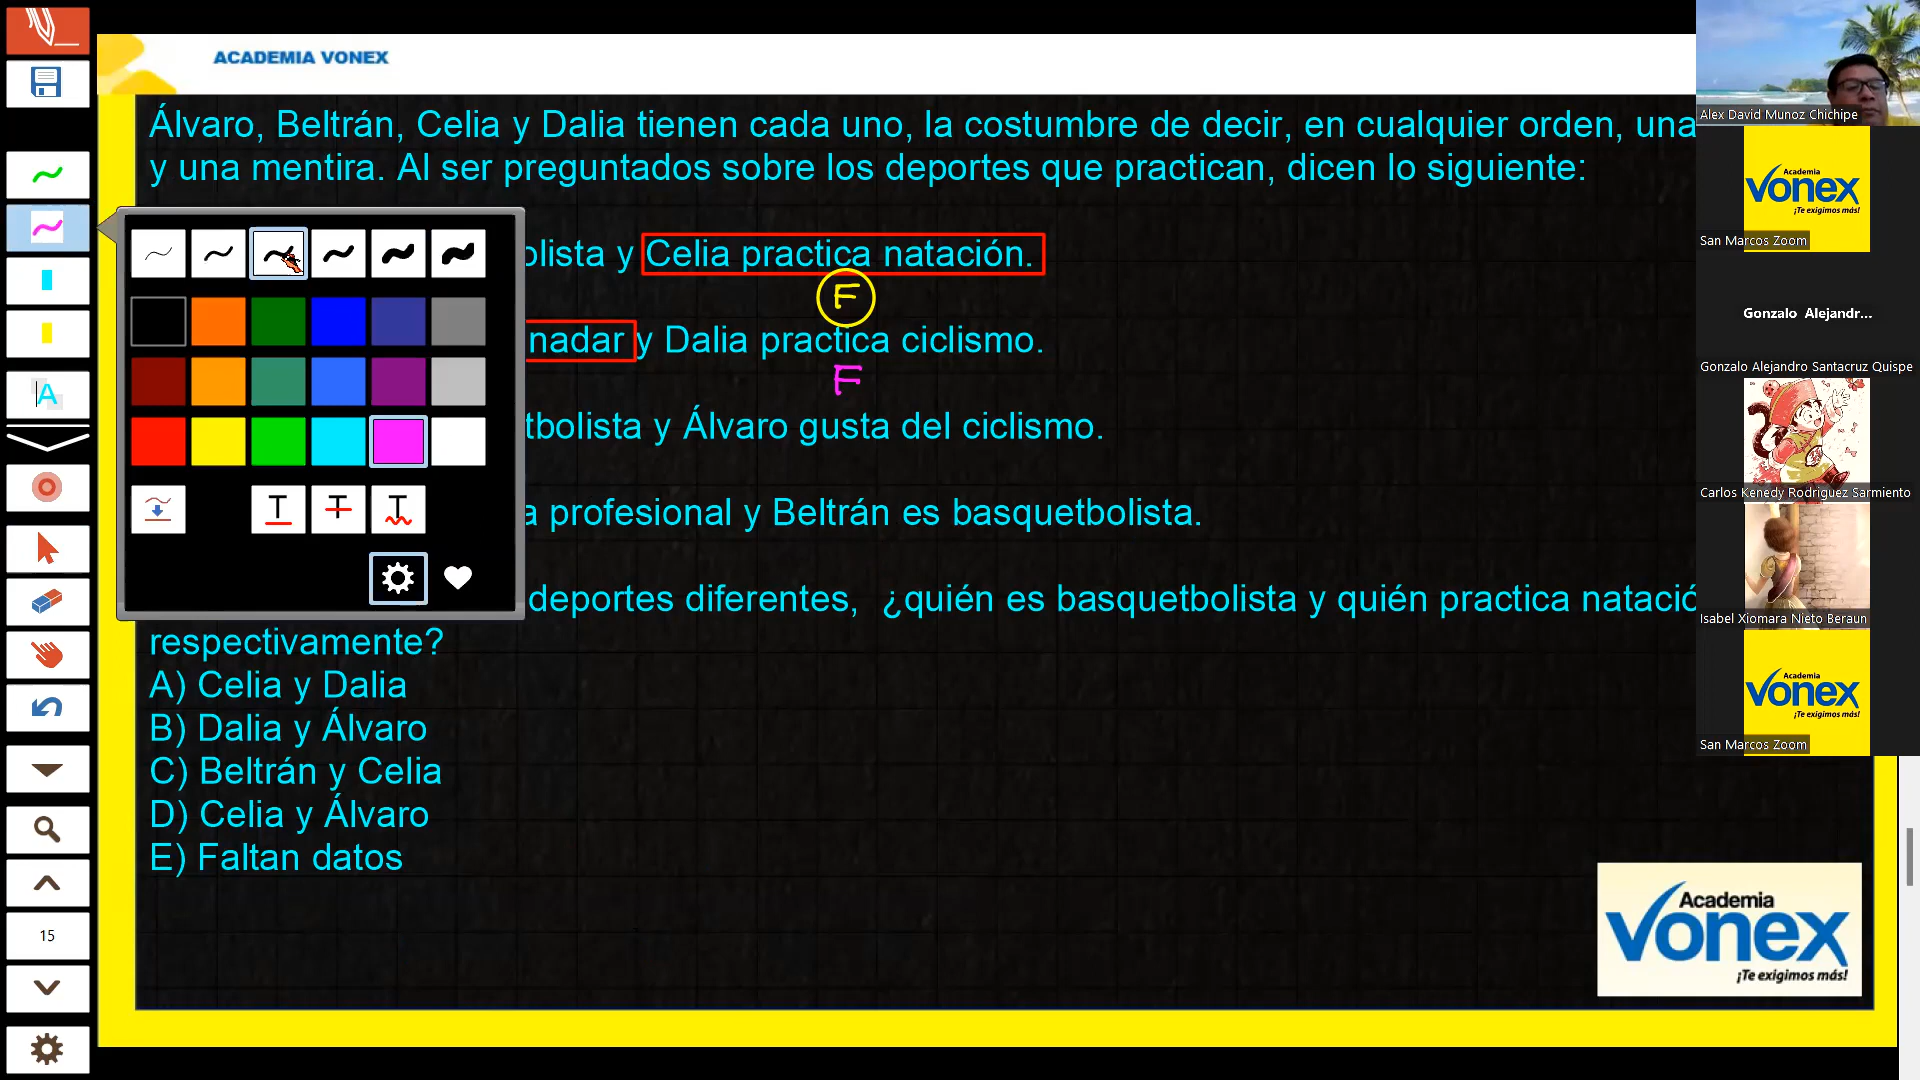 ACADEMIA VONEX
Álvaro, Beltrán, Celia y Dalia tienen cada uno, la costumbre de decir, en cualquier orden, una
y una mentira. Al ser preguntados sobre los deportes que practican, dicen lo siguiente:
olista y Celia practica natación.
F
nadar y Dalia practica ciclismo.
F
tbolista y Álvaro gusta del ciclismo.
a profesional y Beltrán es basquetbolista.
deportes diferentes, ¿quién es basquetbolista y quién practica natació
respectivamente?
A) Celia y Dalia
B) Dalia y Álvaro
C) Beltrán y Celia
D) Celia y Álvaro
E) Faltan datos
A
T T T
15
Alex David Munoz Chichipe
Academia
Vonex
¡Te exigimos más!
San Marcos Zoom
Gonzalo Alejandr...
Gonzalo Alejandro Santacruz Quispe
Carlos Kenedy Rodriguez Sarmiento
Isabel Xiomara Nieto Beraun
Academia
Vonex
¡Te exigimos más!
San Marcos Zoom
Academia
Vonex
¡Te exigimos más!